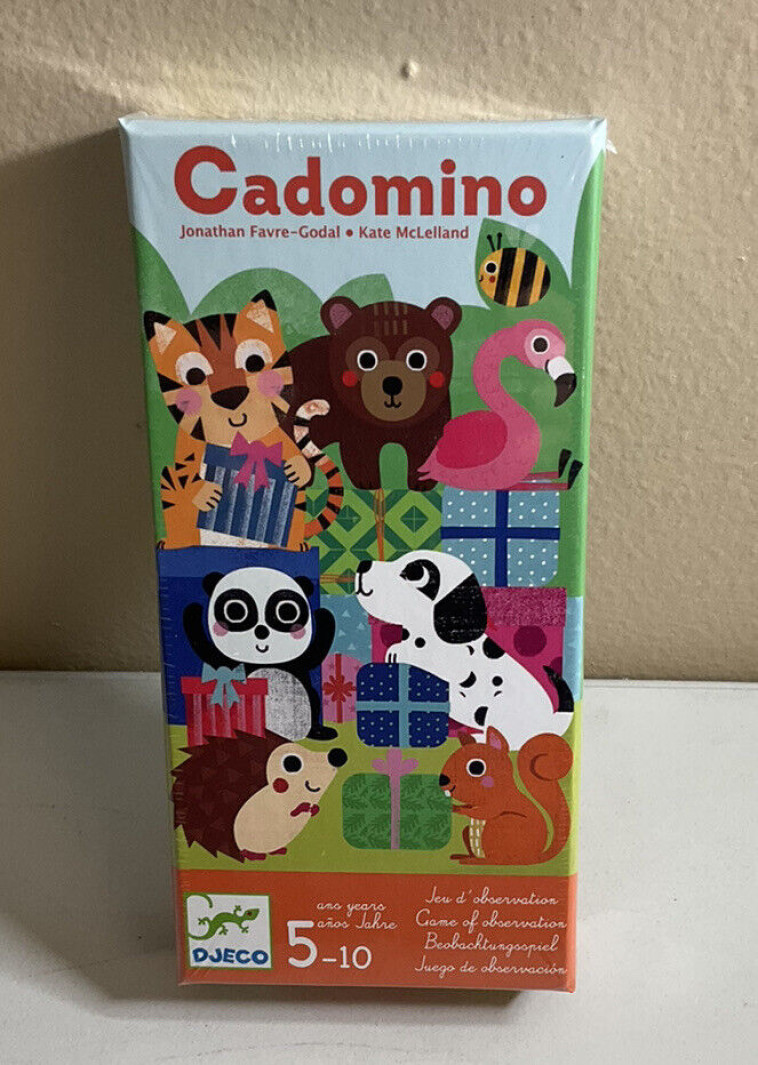 Cadomino
Jonathan Favre-Godal • Kate McLelland
DJECO
ans years
años Jahre
5-10
Jeu d'observation
Game of observation
Beobachtungsspiel
Juego de observación